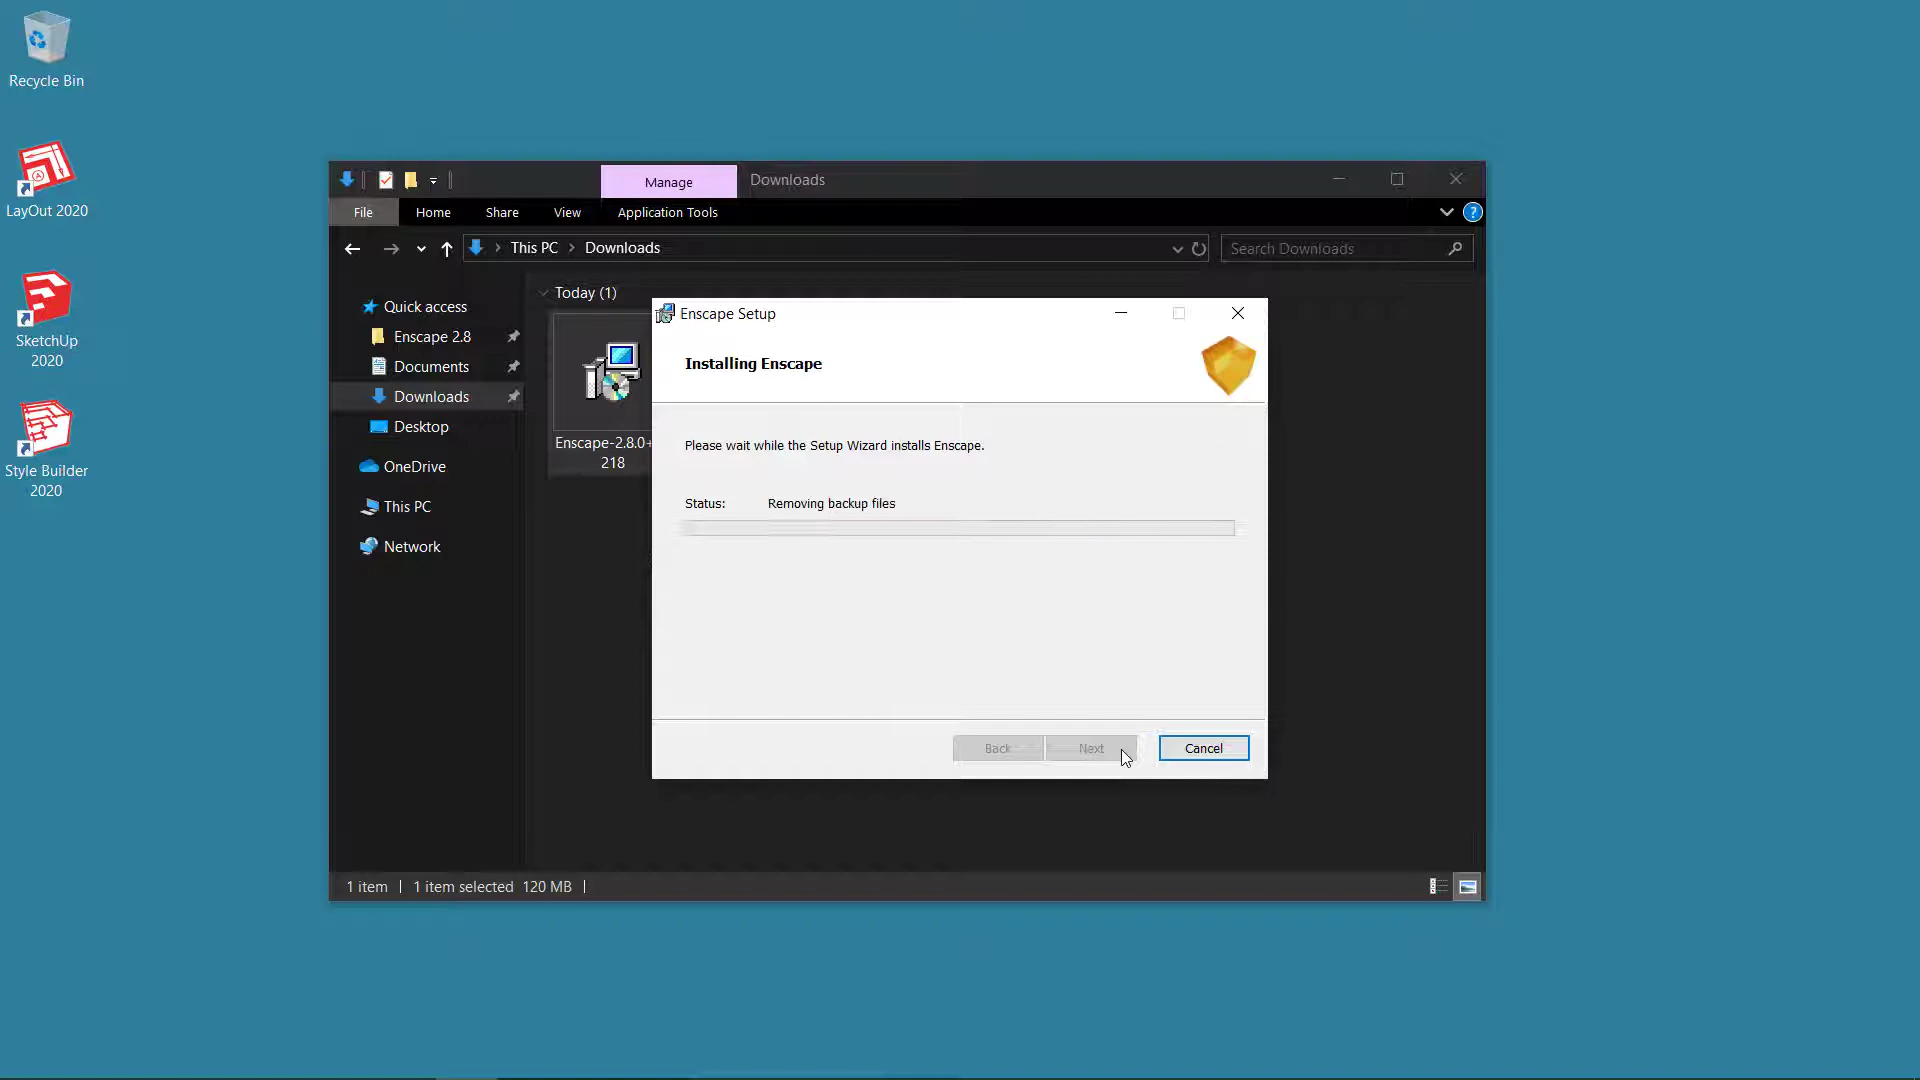 Recycle Bin
LayOut 2020
SketchUp
2020
Style Builder
2020
Manage
Downloads
File
Home
Share
View
Application Tools
?
This PC
Downloads
Search Downloads
Quick access
Enscape 2.8
Documents
Downloads
Desktop
OneDrive
This PC
Network
Today (1)
Enscape-2.8.0+
218
Enscape Setup
Installing Enscape
Please wait while the Setup Wizard installs Enscape.
Status: Removing backup files
Back
Next
Cancel
1 item
1 item selected 120 MB